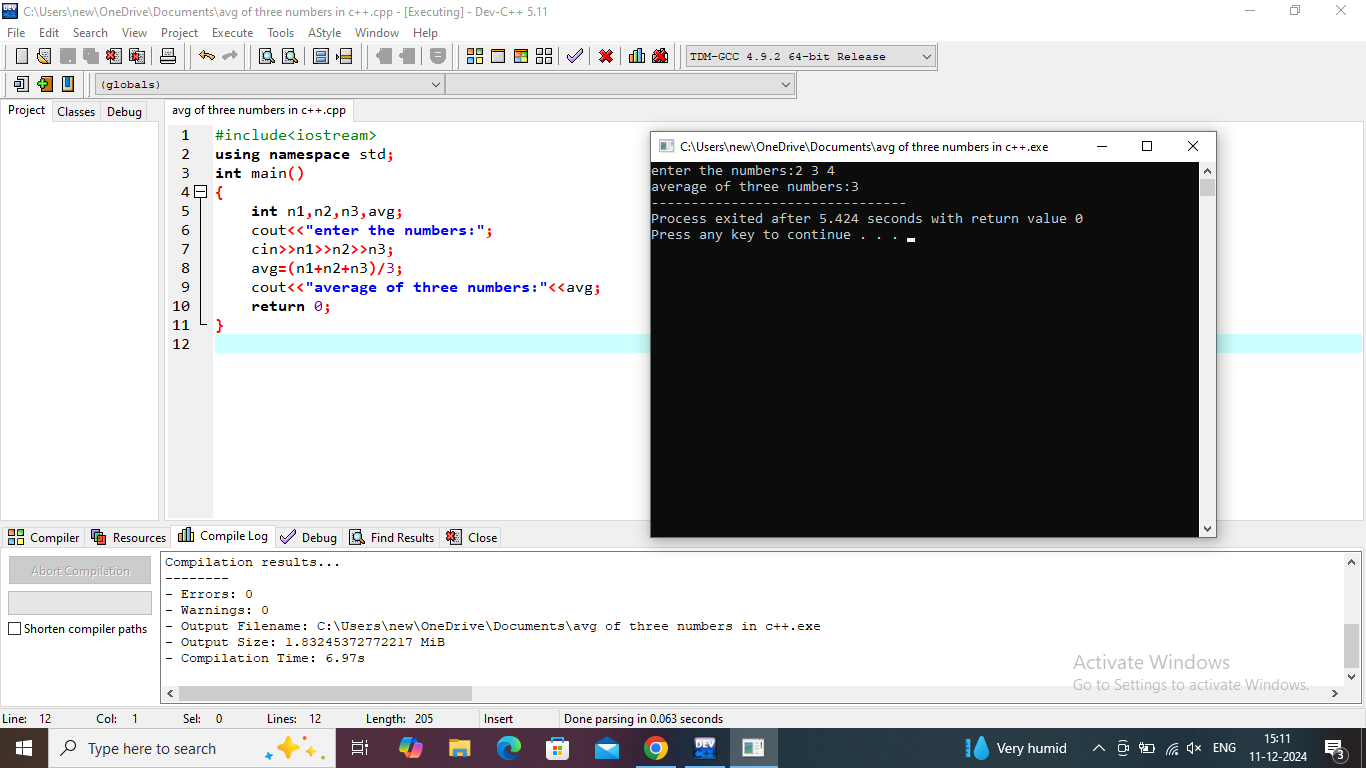 C:\Users\new\OneDrive\Documents\avg of three numbers in c++.cpp - [Executing] - Dev-C++ 5.11
File Edit Search View Project Execute Tools AStyle Window Help
TDM-GCC 4.9.2 64-bit Release
(globals)
Project Classes Debug
avg of three numbers in c++.cpp
1 #include<iostream>
2 using namespace std;
3 int main()
4 {
5 int n1,n2,n3,avg;
6 cout<<"enter the numbers:";
7 cin>>n1>>n2>>n3;
8 avg=(n1+n2+n3)/3;
9 cout<<"average of three numbers:"<<avg;
10 return 0;
11 }
12
C:\Users\new\OneDrive\Documents\avg of three numbers in c++.exe
enter the numbers:2 3 4
average of three numbers:3
--------------------------------
Process exited after 5.424 seconds with return value 0
Press any key to continue . . .
Compiler Resources Compile Log Debug Find Results Close
Abort Compilation
Shorten compiler paths
Compilation results...
--------
- Errors: 0
- Warnings: 0
- Output Filename: C:\Users\new\OneDrive\Documents\avg of three numbers in c++.exe
- Output Size: 1.83245372772217 MiB
- Compilation Time: 6.97s
Activate Windows
Go to Settings to activate Windows.
Line: 12 Col: 1 Sel: 0 Lines: 12 Length: 205 Insert Done parsing in 0.063 seconds
Type here to search
DEV
Very humid
ENG
15:11
11-12-2024
3